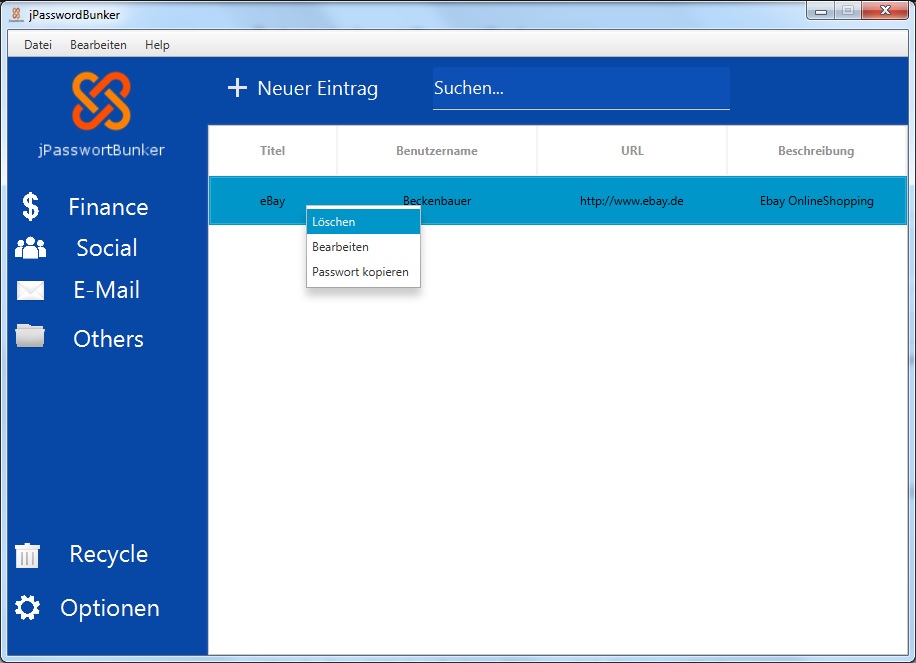 jPasswordBunker
Datei Bearbeiten Help
jPasswortBunker
Neuer Eintrag
Suchen...
Finance
Social
E-Mail
Others
Recycle
Optionen
Titel Benutzername URL Beschreibung
eBay Beckenbauer http://www.ebay.de Ebay OnlineShopping
Löschen
Bearbeiten
Passwort kopieren